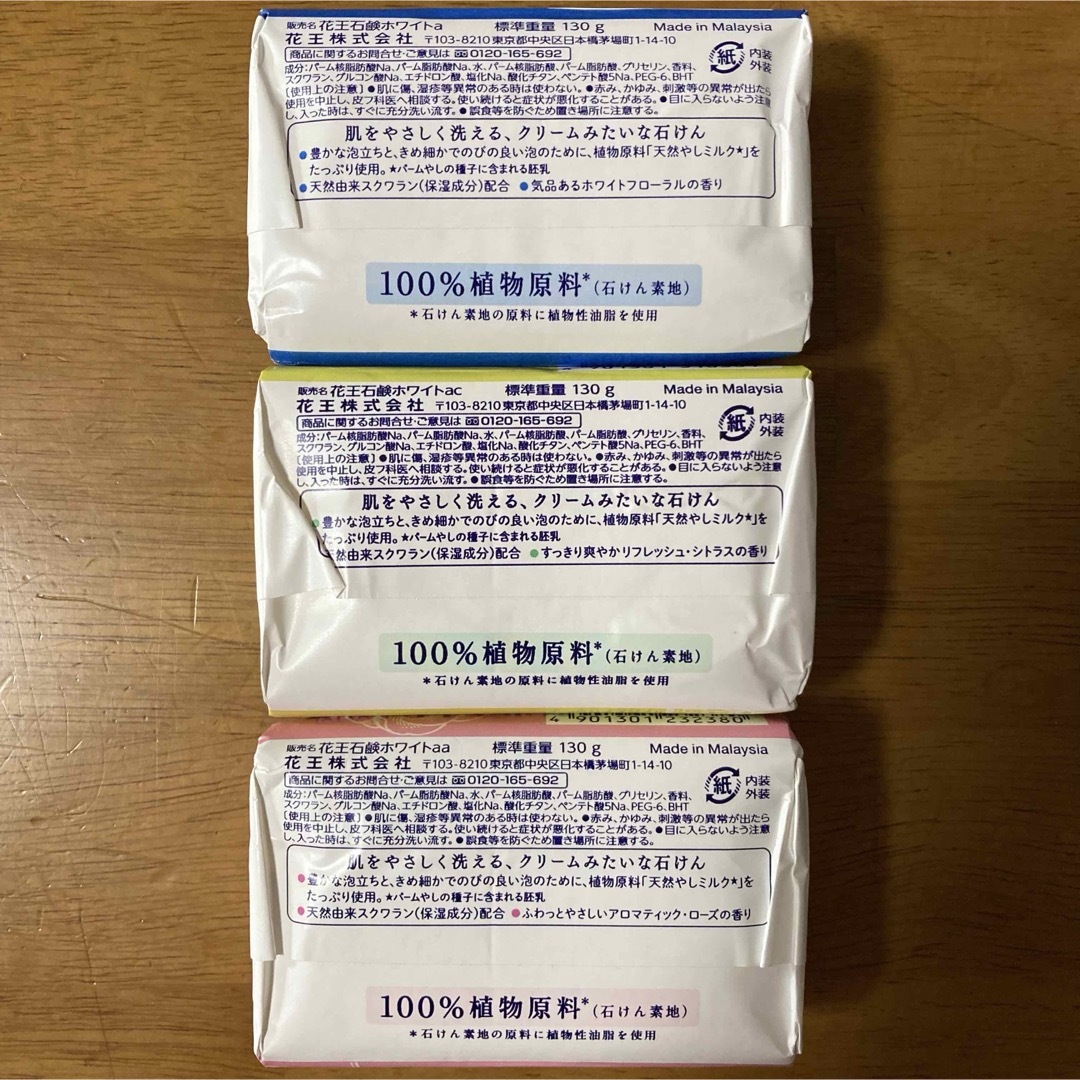 販売名 花王石鹸ホワイトa 標準重量 130g Made in Malaysia
花王株式会社 〒103-8210東京都中央区日本橋茅場町1-14-10
商品に関するお問合せ・ご意見は 0120-165-692
紙 内装 外装
成分:パーム核脂肪酸Na、パーム脂肪酸Na、水、パーム核脂肪酸、パーム脂肪酸、グリセリン、香料、
スクワラン、グルコン酸Na、エチドロン酸、塩化Na、酸化チタン、ペンテト酸5Na、PEG-6、BHT
〔使用上の注意〕●肌に傷、湿疹等異常のある時は使わない。●赤み、かゆみ、刺激等の異常が出たら
使用を中止し、皮フ科医へ相談する。使い続けると症状が悪化することがある。●目に入らないよう注意
し、入った時は、すぐに充分洗い流す。●誤食等を防ぐため置き場所に注意する。
肌をやさしく洗える、クリームみたいな石けん
●豊かな泡立ちと、きめ細かでのびの良い泡のために、植物原料「天然やしミルク★」を
たっぷり使用。★パームやしの種子に含まれる胚乳
●天然由来スクワラン(保湿成分)配合 ●気品あるホワイトフローラルの香り
100%植物原料*(石けん素地)
*石けん素地の原料に植物性油脂を使用
販売名 花王石鹸ホワイトac 標準重量 130g Made in Malaysia
花王株式会社 〒103-8210東京都中央区日本橋茅場町1-14-10
商品に関するお問合せ・ご意見は 0120-165-692
紙 内装 外装
成分:パーム核脂肪酸Na、パーム脂肪酸Na、水、パーム核脂肪酸、パーム脂肪酸、グリセリン、香料、
スクワラン、グルコン酸Na、エチドロン酸、塩化Na、酸化チタン、ペンテト酸5Na、PEG-6、BHT
〔使用上の注意〕●肌に傷、湿疹等異常のある時は使わない。●赤み、かゆみ、刺激等の異常が出たら
使用を中止し、皮フ科医へ相談する。使い続けると症状が悪化することがある。●目に入らないよう注意
し、入った時は、すぐに充分洗い流す。●誤食等を防ぐため置き場所に注意する。
肌をやさしく洗える、クリームみたいな石けん
●豊かな泡立ちと、きめ細かでのびの良い泡のために、植物原料「天然やしミルク★」を
たっぷり使用。★パームやしの種子に含まれる胚乳
天然由来スクワラン(保湿成分)配合 ●すっきり爽やかリフレッシュ・シトラスの香り
100%植物原料*(石けん素地)
*石けん素地の原料に植物性油脂を使用
4 901301 232380
販売名 花王石鹸ホワイトaa 標準重量 130g Made in Malaysia
花王株式会社 〒103-8210東京都中央区日本橋茅場町1-14-10
商品に関するお問合せ・ご意見は 0120-165-692
紙 内装 外装
成分:パーム核脂肪酸Na、パーム脂肪酸Na、水、パーム核脂肪酸、パーム脂肪酸、グリセリン、香料、
スクワラン、グルコン酸Na、エチドロン酸、塩化Na、酸化チタン、ペンテト酸5Na、PEG-6、BHT
〔使用上の注意〕●肌に傷、湿疹等異常のある時は使わない。●赤み、かゆみ、刺激等の異常が出たら
使用を中止し、皮フ科医へ相談する。使い続けると症状が悪化することがある。●目に入らないよう注意
し、入った時は、すぐに充分洗い流す。●誤食等を防ぐため置き場所に注意する。
肌をやさしく洗える、クリームみたいな石けん
●豊かな泡立ちと、きめ細かでのびの良い泡のために、植物原料「天然やしミルク★」を
たっぷり使用。★パームやしの種子に含まれる胚乳
●天然由来スクワラン(保湿成分)配合 ●ふわっとやさしいアロマティック・ローズの香り
100%植物原料*(石けん素地)
*石けん素地の原料に植物性油脂を使用